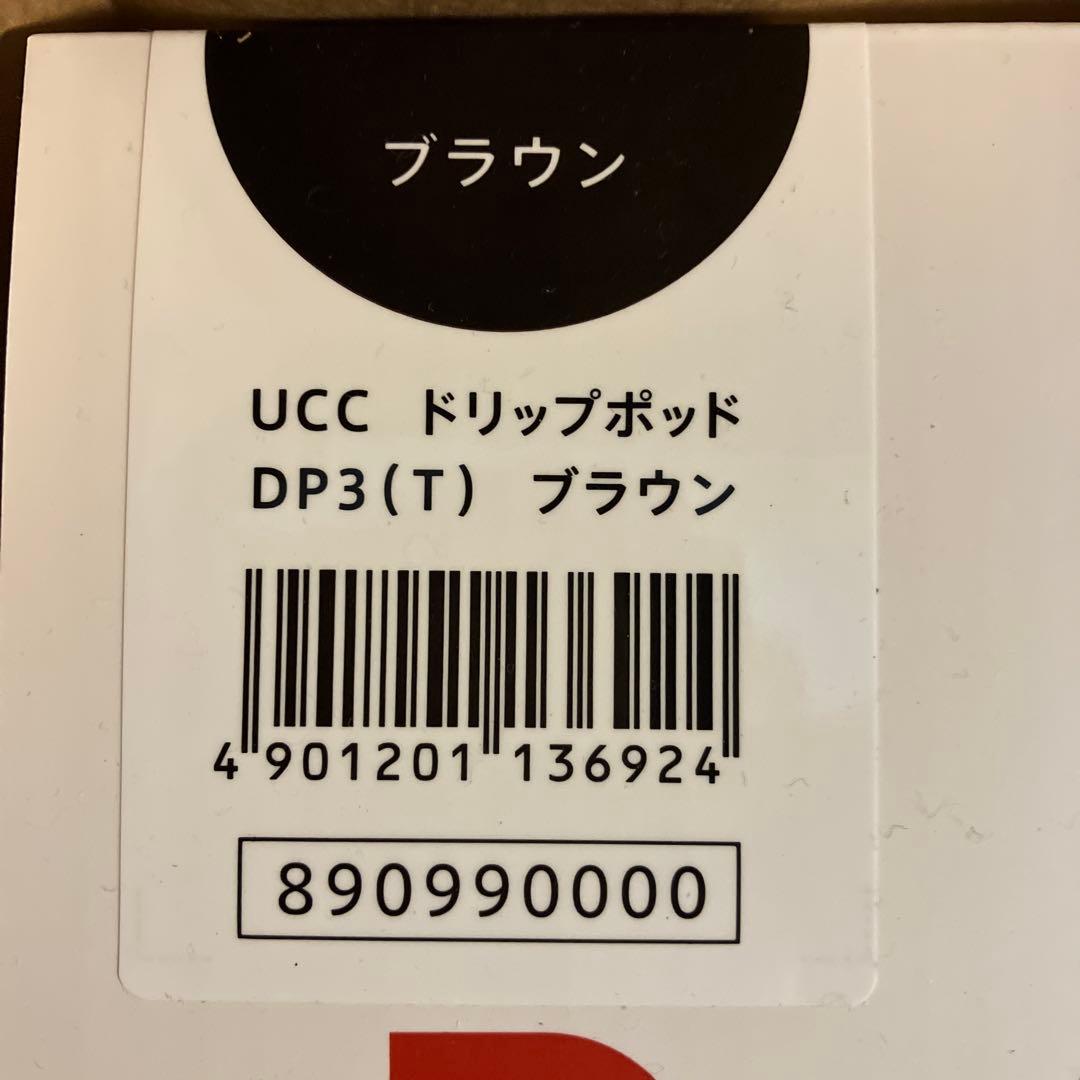 ブラウン
UCC ドリップポッド
DP3(T) ブラウン
4 901201 136924
890990000